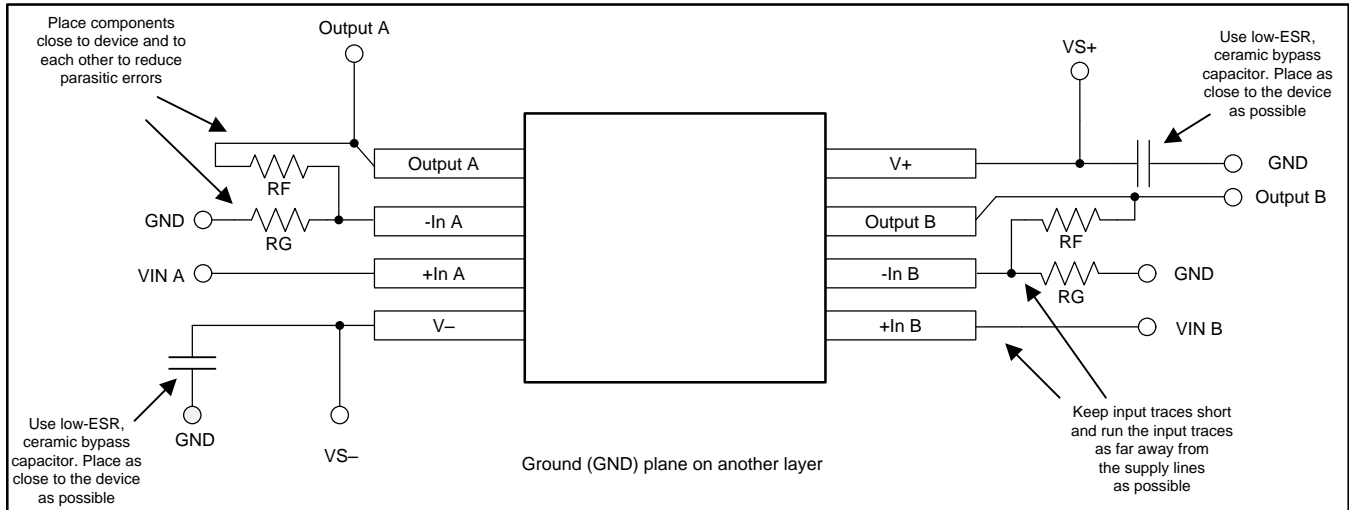 Place components
close to device and to
each other to reduce
parasitic errors
Output A
VS+
Use low-ESR,
ceramic bypass
capacitor. Place as
close to the device
as possible
Output A
RF
GND
RG
-In A
VIN A
+In A
V–
V+
GND
Output B
Output B
RF
-In B
GND
RG
+In B
VIN B
Use low-ESR,
ceramic bypass
capacitor. Place as
close to the device
as possible
GND
VS–
Ground (GND) plane on another layer
Keep input traces short
and run the input traces
as far away from
the supply lines
as possible